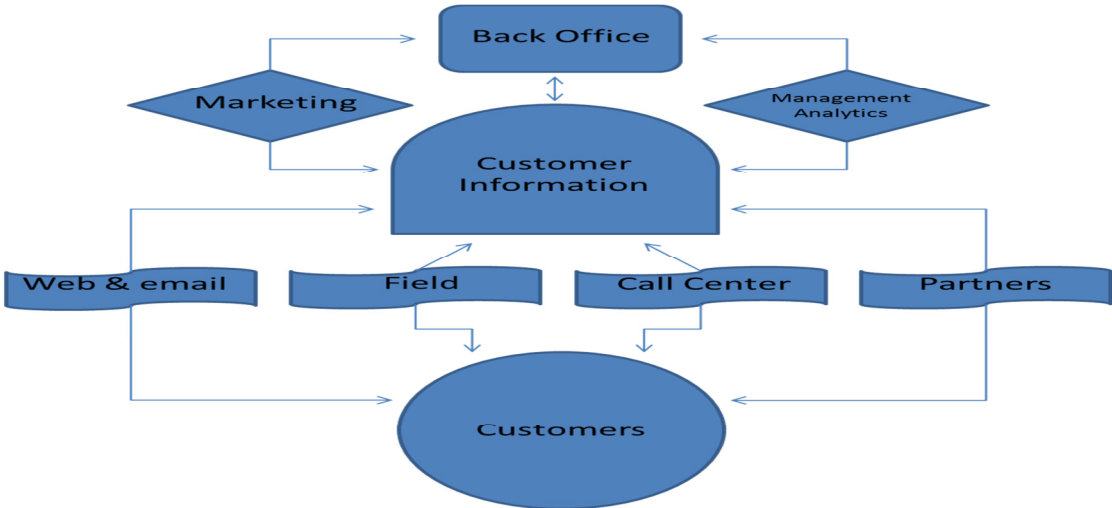 Back Office
Marketing
Management
Analytics
Customer
Information
Web & email
Field
Call Center
Partners
Customers